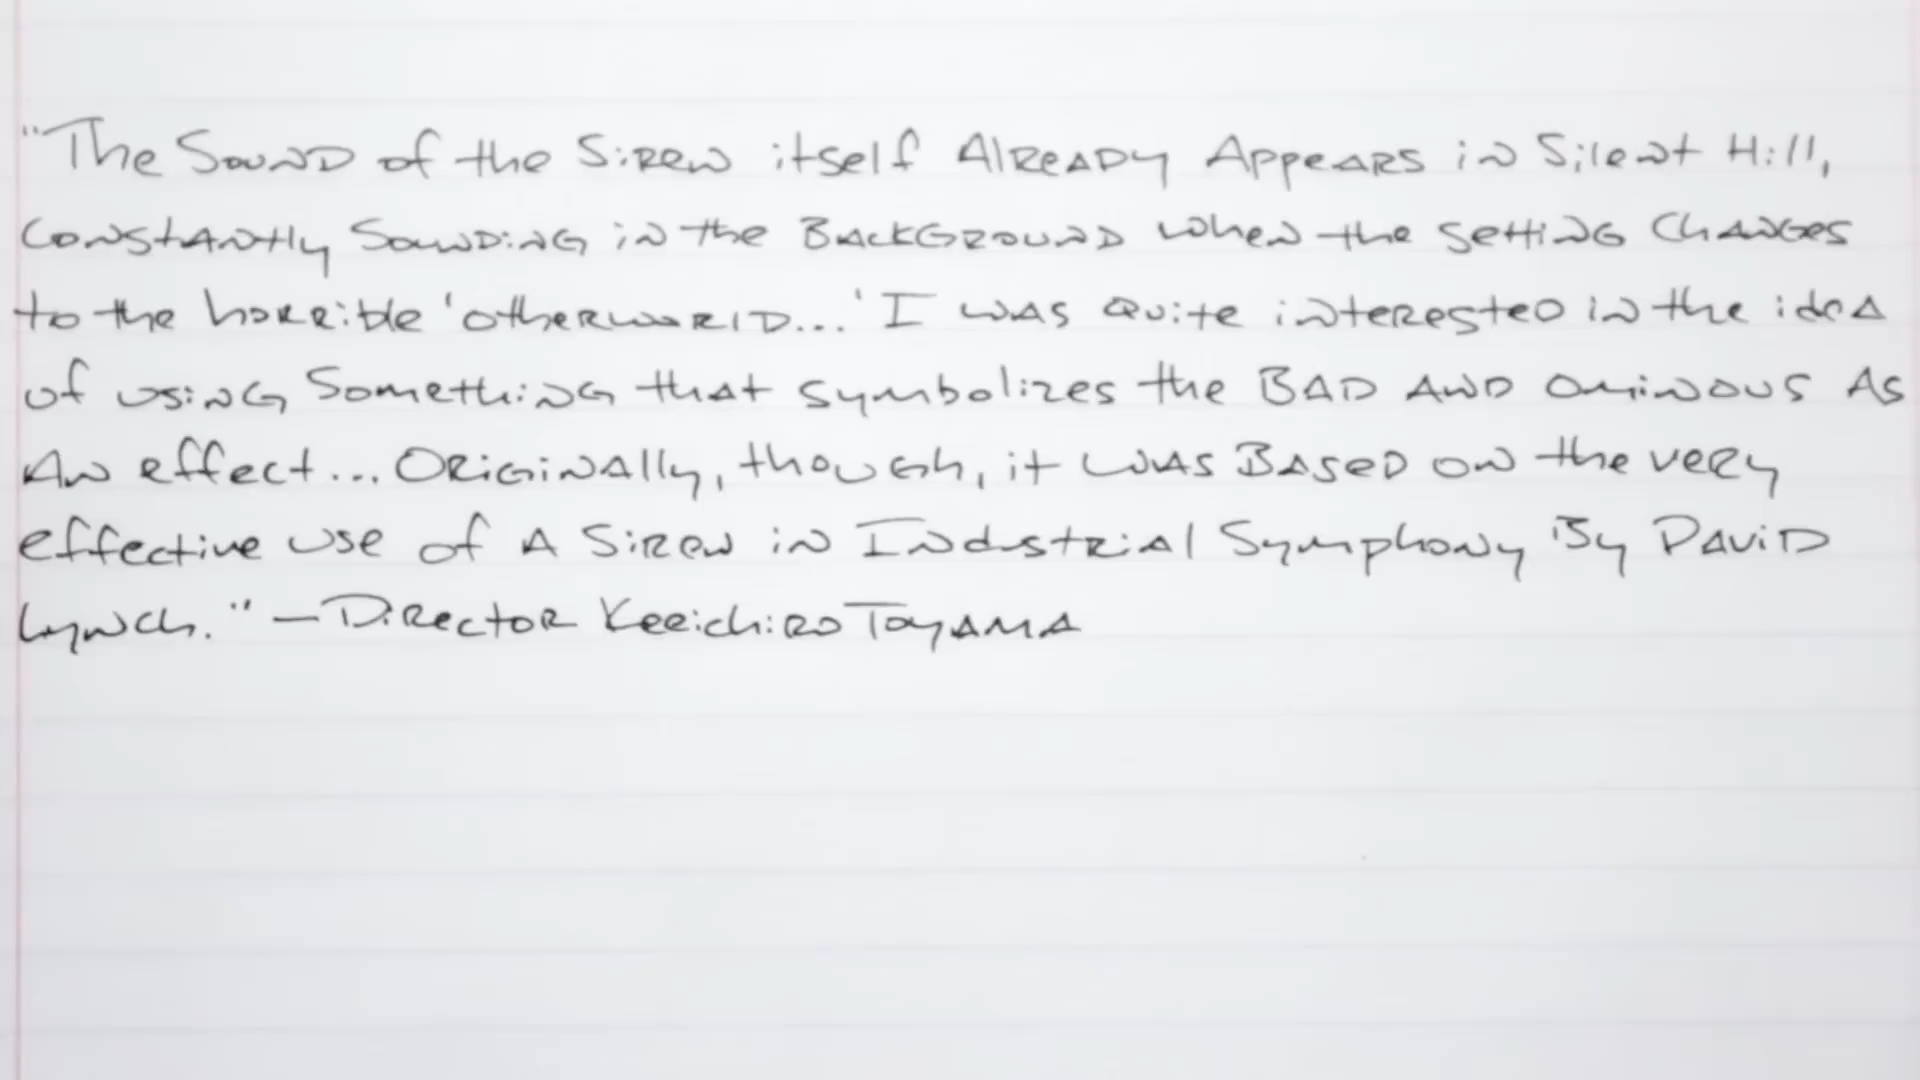 "The Sound of the Siren itself Already Appears in Silent Hill,
Constantly Sounding in the Background when the setting Changes
to the horrible 'otherworld...' I was quite interested in the idea
of using Something that symbolizes the BAD AND ominous As
An effect... Originally, though, it was Based on the very
effective use of A Siren in Industrial Symphony By David
Lynch." – Director Keeichiro Toyama